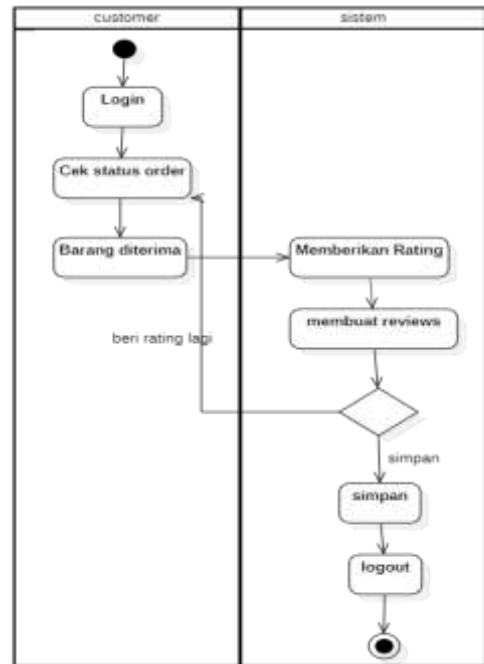 customer
sistem
Login
Cek status order
Barang diterima
Memberikan Rating
membuat reviews
beri rating lagi
simpan
simpan
logout